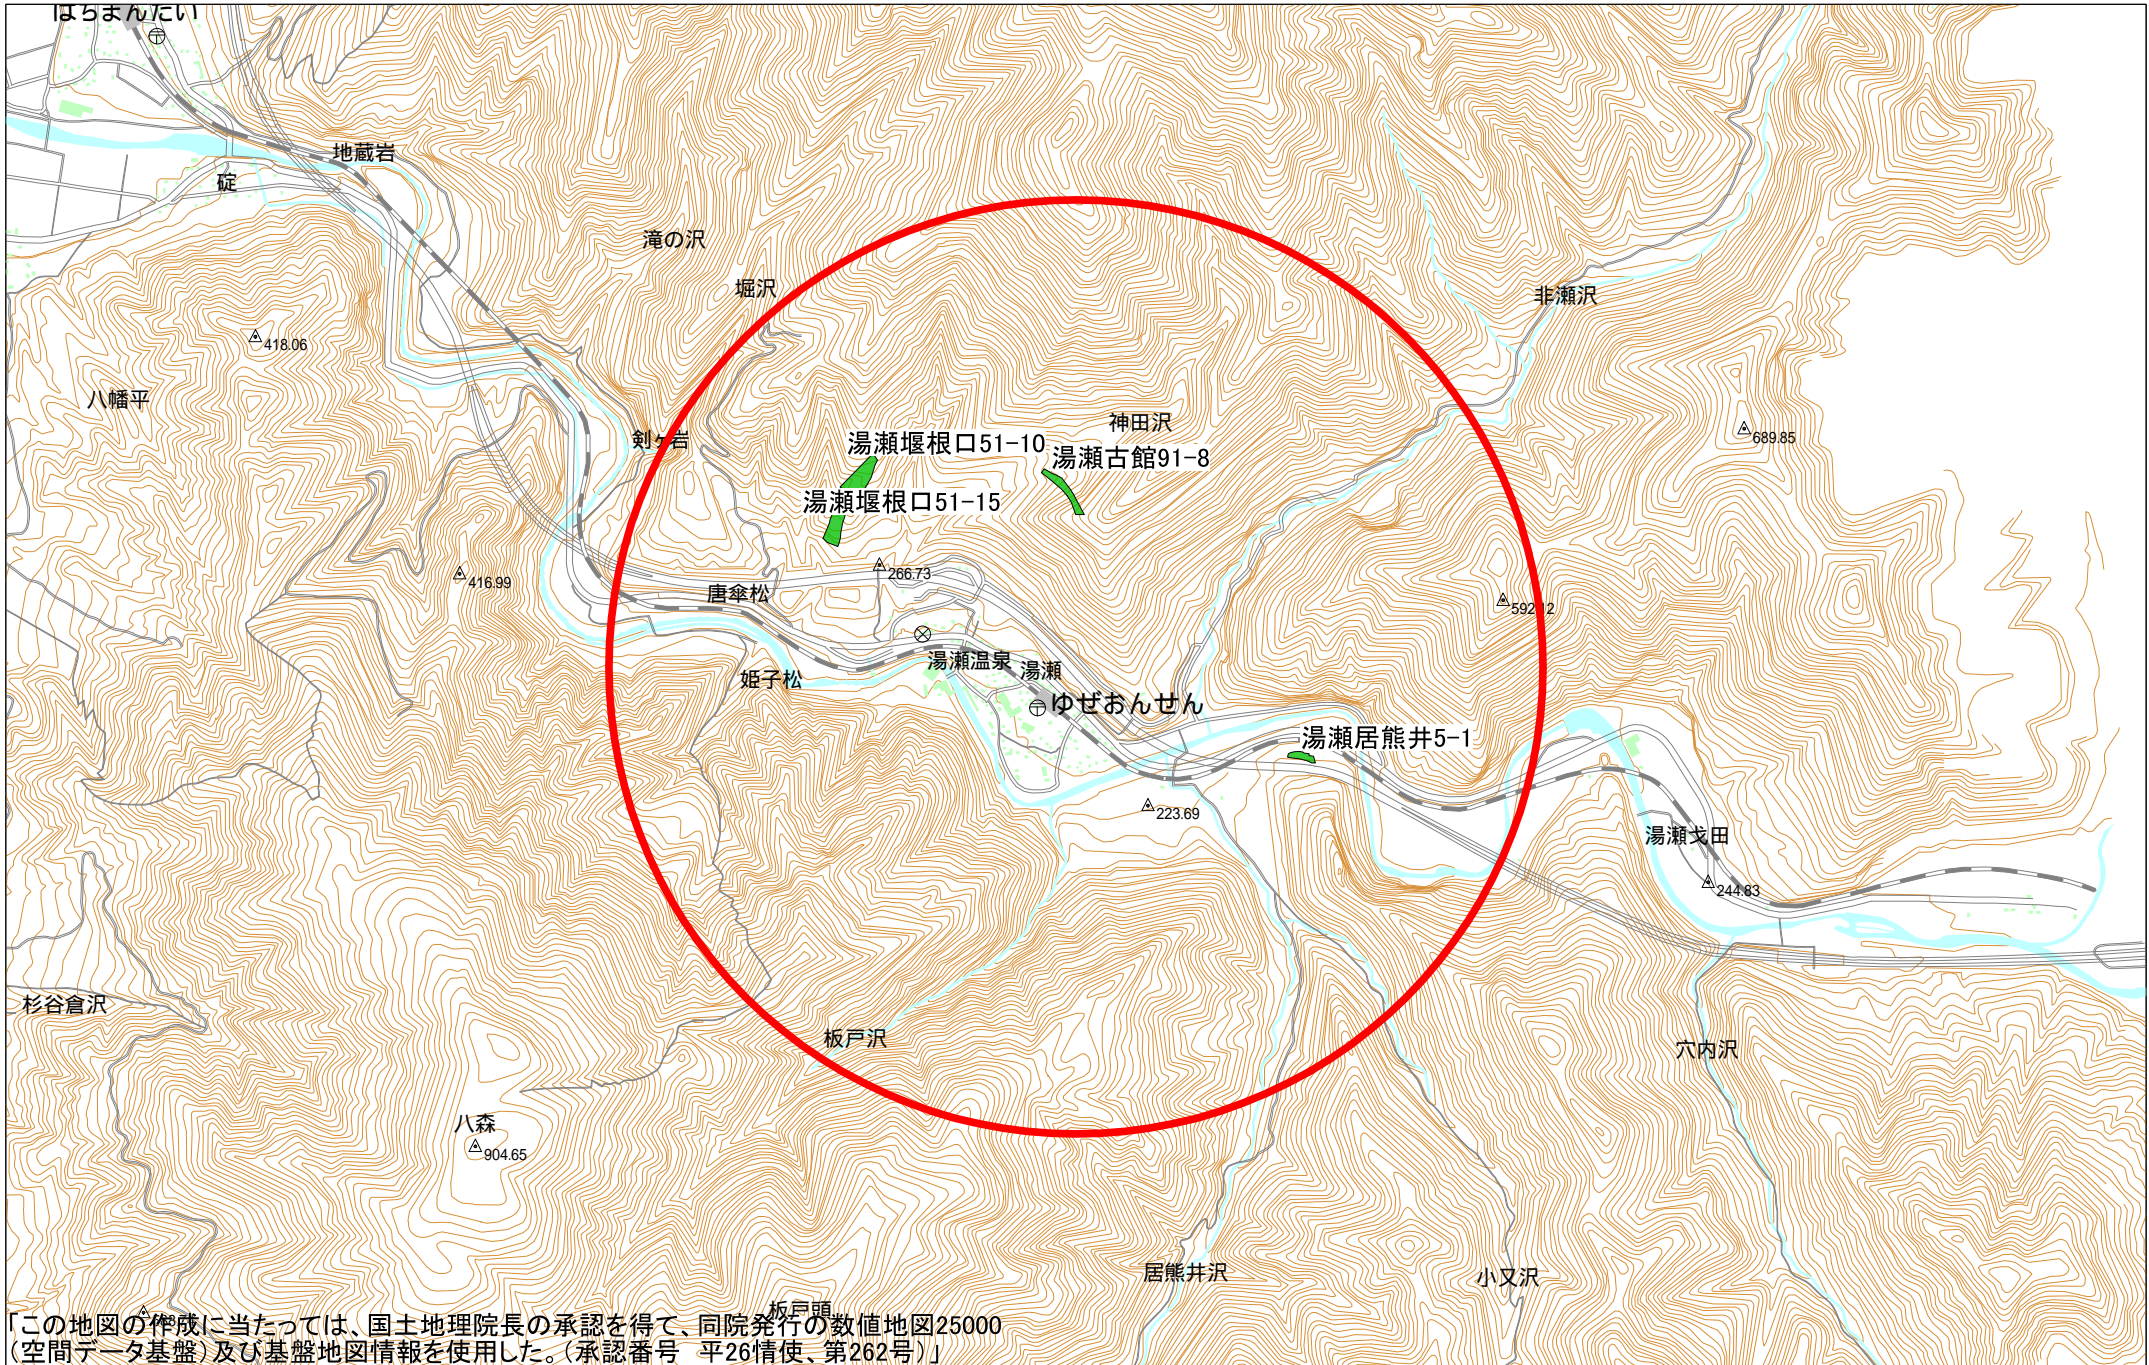 はちまんたい
地蔵岩
碇
滝の沢
堀沢
非瀬沢
418.06
八幡平
神田沢
689.85
剣ヶ岩
湯瀬堰根口51-10
湯瀬古館91-8
湯瀬堰根口51-15
416.99
266.73
唐傘松
592.12
湯瀬温泉
湯瀬
姫子松
ゆぜおんせん
湯瀬居熊井5-1
223.69
湯瀬戈田
244.83
杉谷倉沢
板戸沢
穴内沢
八森
904.65
居熊井沢
小又沢
板戸頭
「この地図の作成に当たっては、国土地理院長の承認を得て、同院発行の数値地図25000
(空間データ基盤)及び基盤地図情報を使用した。(承認番号　平26情使、第262号)」